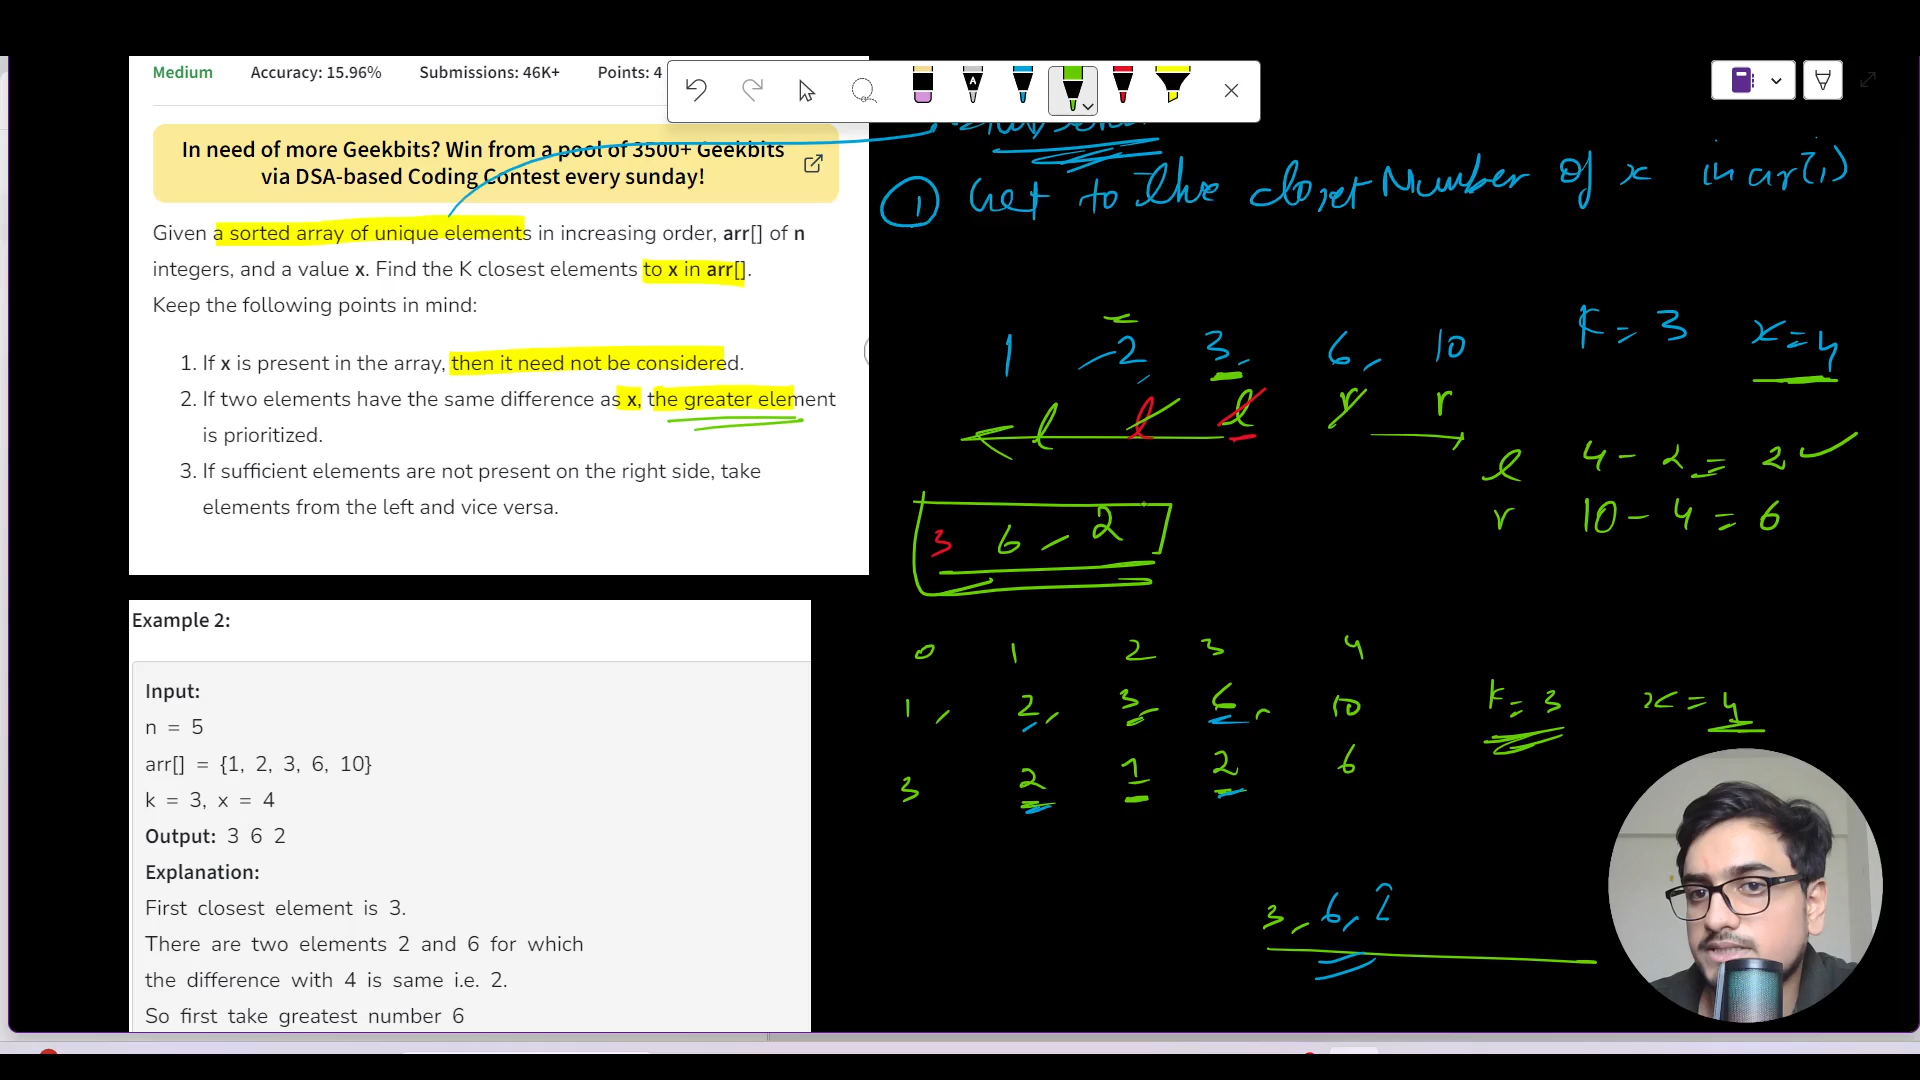 Medium Accuracy: 15.96% Submissions: 46K+ Points: 4
In need of more Geekbits? Win from a pool of 3500+ Geekbits
via DSA-based Coding Contest every sunday!
Given a sorted array of unique elements in increasing order, arr[] of n
integers, and a value x. Find the K closest elements to x in arr[].
Keep the following points in mind:
1. If x is present in the array, then it need not be considered.
2. If two elements have the same difference as x, the greater element
is prioritized.
3. If sufficient elements are not present on the right side, take
elements from the left and vice versa.
Example 2:
Input:
n = 5
arr[] = {1, 2, 3, 6, 10}
k = 3, x = 4
Output: 3 6 2
Explanation:
First closest element is 3.
There are two elements 2 and 6 for which
the difference with 4 is same i.e. 2.
So first take greatest number 6
A
1 Get to the closet Number of x in
1 , 2, 3, 6, 10 K = 3 x = 4
l l l r r
l 4 - 2 = 2
r 10 - 4 = 6
3 6 , 2
0 1 2 3 4
1, 2, 3, 6, 10 K = 3 x = 4
3 2 1 2 6
3, 6, 2